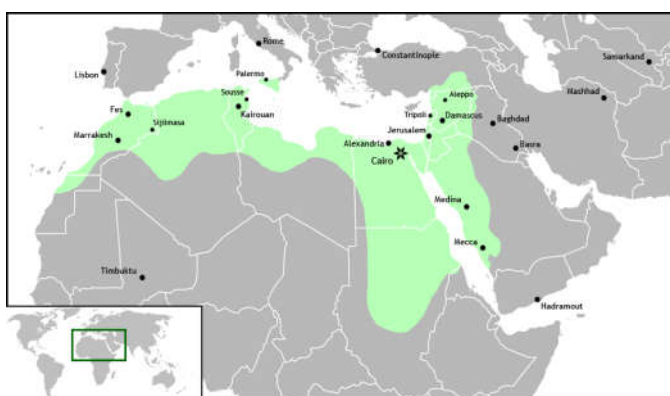 Rome
Constantinople
Samarkand
Lisbon
Palermo
Mashhad
Sousse
Aleppo
Fes
Kairouan
Tripoli
Damascus
Baghdad
Sijilmasa
Marrakesh
Jerusalem
Alexandria
Basra
Cairo
Medina
Mecca
Timbuktu
Hadramout